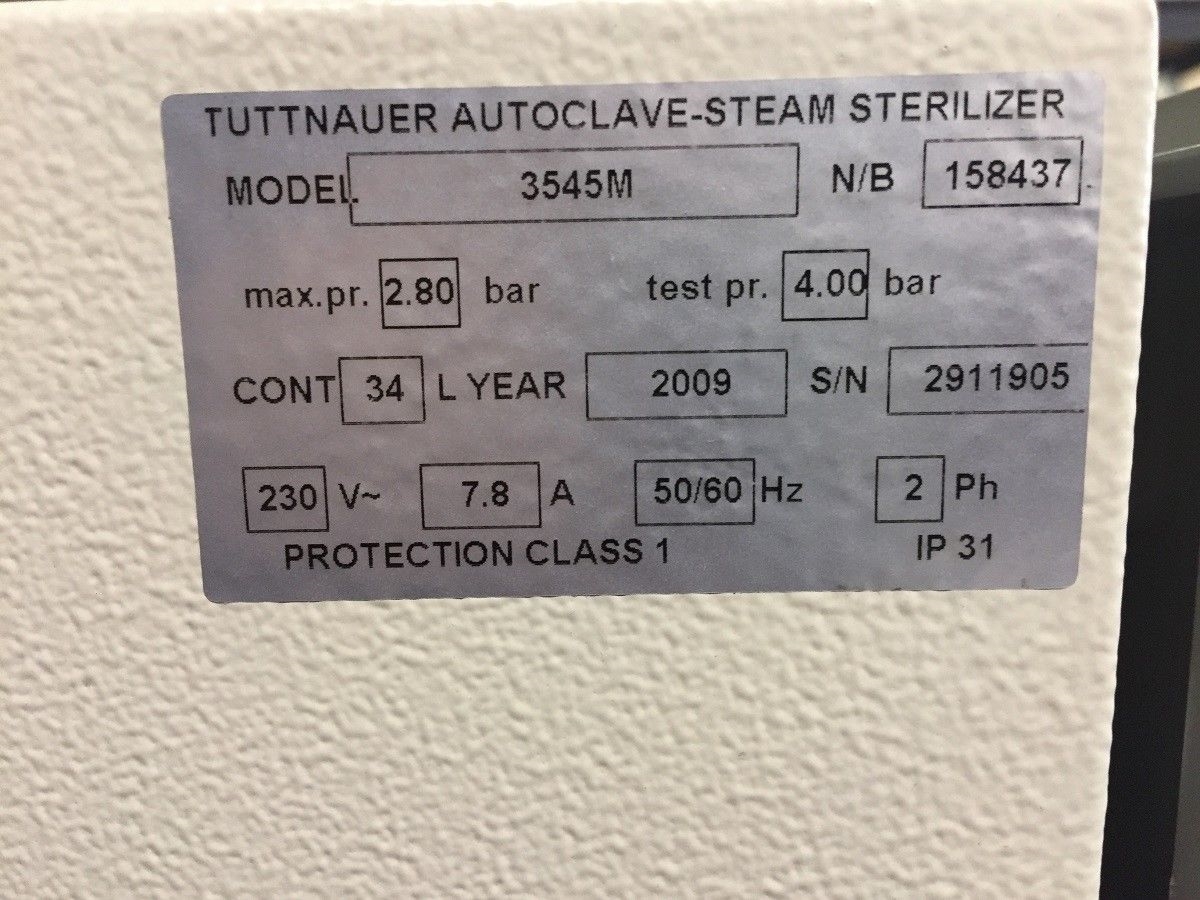 TUTTNAUER AUTOCLAVE-STEAM STERILIZER
MODEL. 3545M N/B 158437
max.pr. 2.80 bar test pr. 4.00 bar
CONT 34 L YEAR 2009 S/N 2911905
230 V~ 7.8 A 50/60 Hz 2 Ph
PROTECTION CLASS 1 IP 31